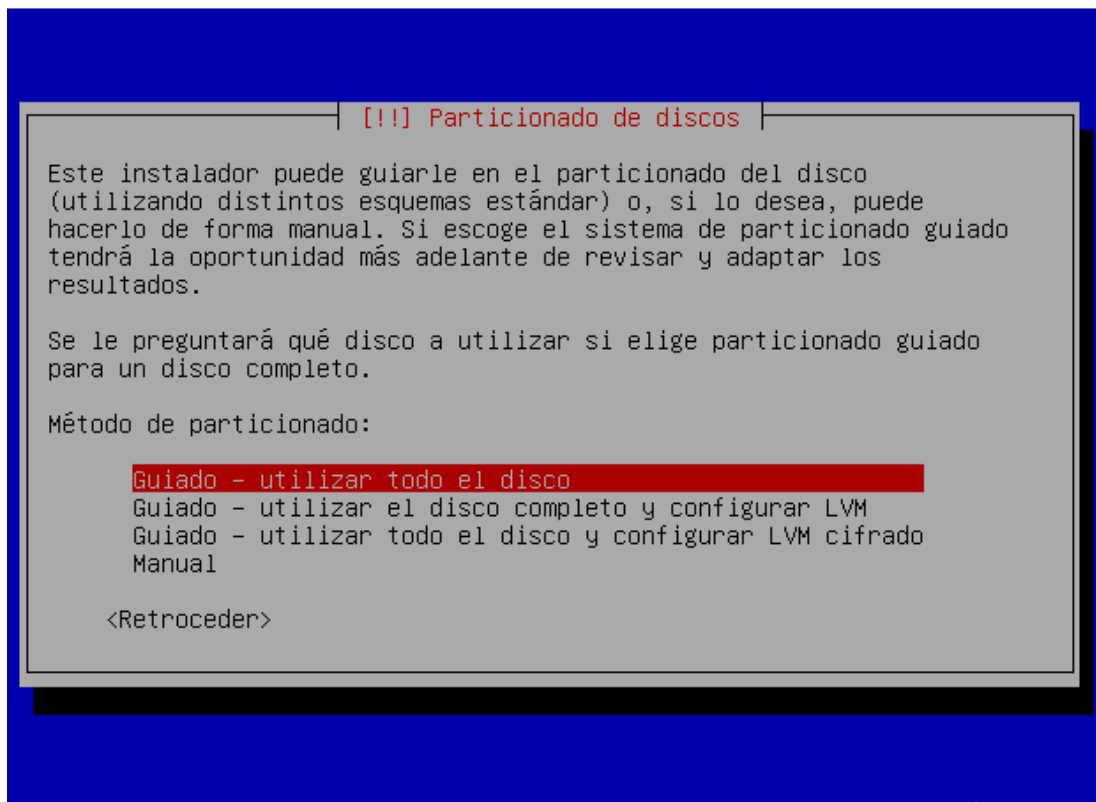 [!!] Particionado de discos
Este instalador puede guiarle en el particionado del disco
(utilizando distintos esquemas estándar) o, si lo desea, puede
hacerlo de forma manual. Si escoge el sistema de particionado guiado
tendrá la oportunidad más adelante de revisar y adaptar los
resultados.
Se le preguntará qué disco a utilizar si elige particionado guiado
para un disco completo.
Método de particionado:
Guiado – utilizar todo el disco
Guiado – utilizar el disco completo y configurar LVM
Guiado – utilizar todo el disco y configurar LVM cifrado
Manual
<Retroceder>